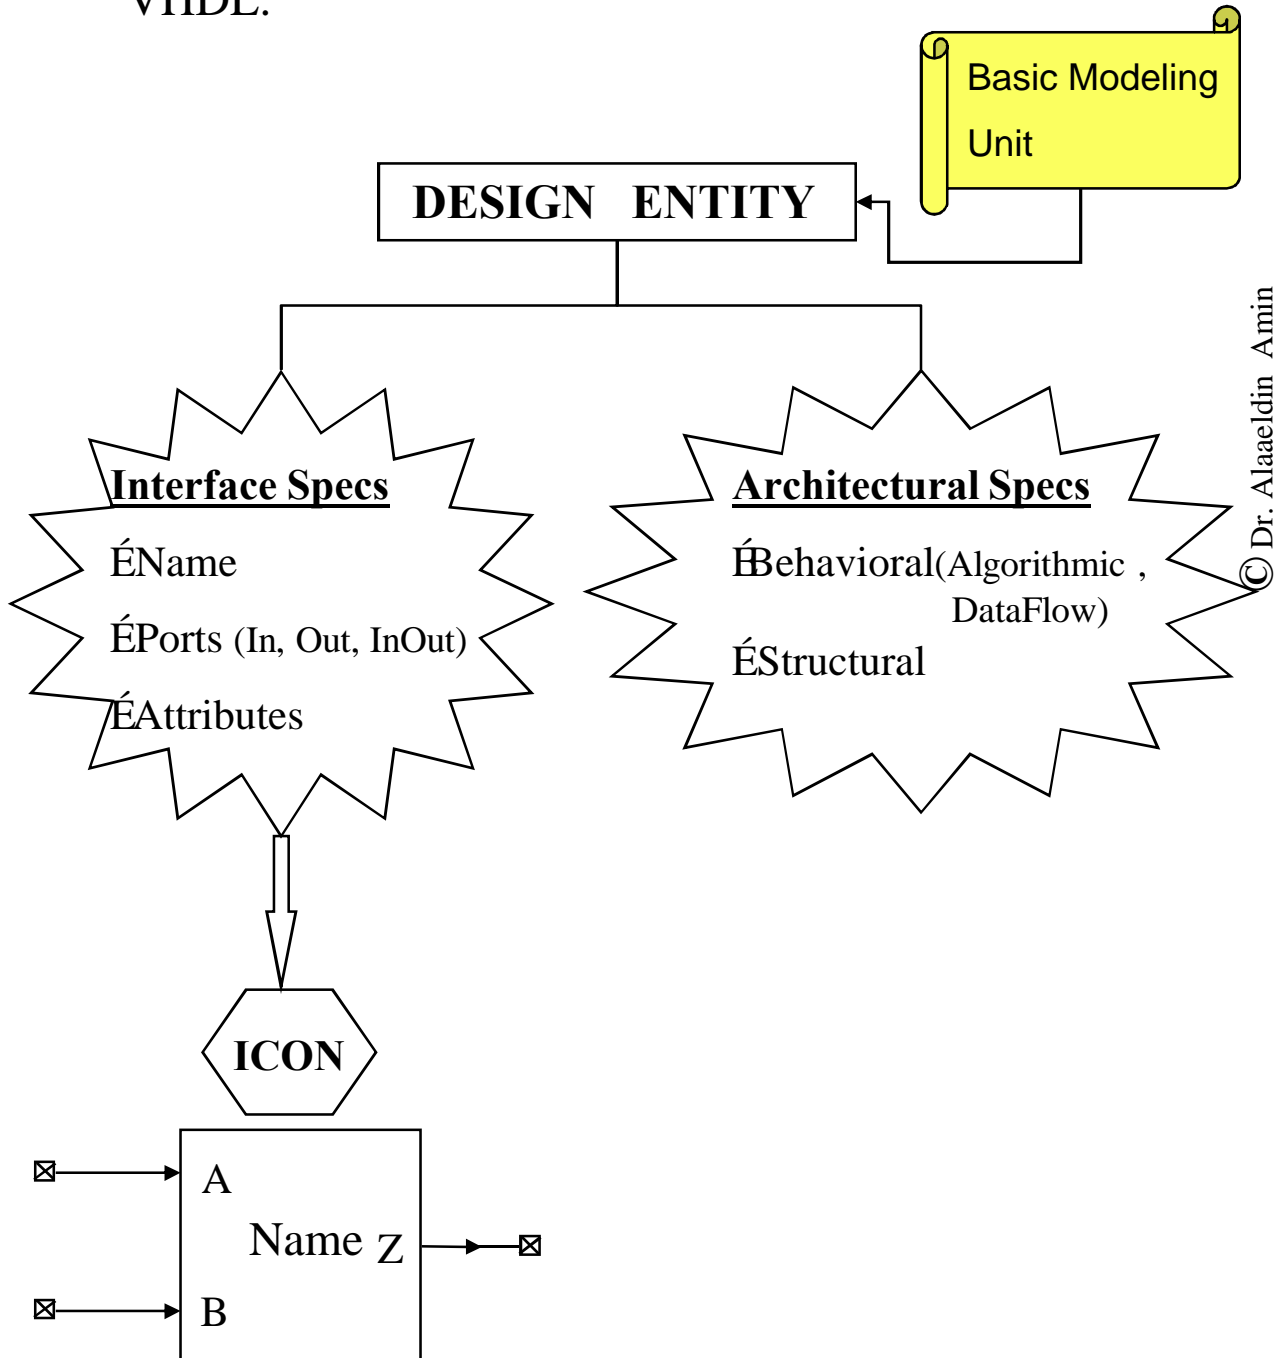 VHDL.
Basic Modeling
Unit
DESIGN ENTITY
Interface Specs
ÉName
ÉPorts (In, Out, InOut)
ÉAttributes
Architectural Specs
ÉBehavioral(Algorithmic ,
DataFlow)
ÉStructural
© Dr. Alaaeldin Amin
ICON
A
Name Z
B